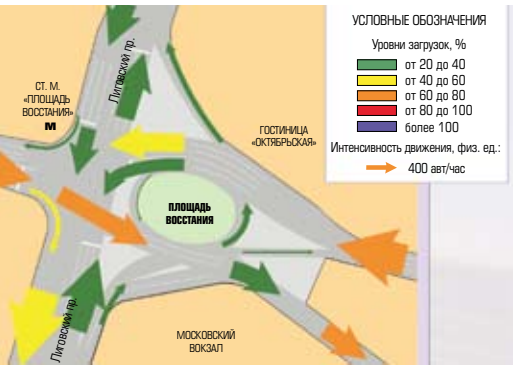 УСЛОВНЫЕ ОБОЗНАЧЕНИЯ
Уровни загрузок, %
от 20 до 40
от 40 до 60
от 60 до 80
от 80 до 100
более 100
Интенсивность движения, физ. ед.:
400 авт/час
Лиговский пр.
СТ. М.
«ПЛОЩАДЬ
ВОССТАНИЯ»
М
ГОСТИНИЦА
«ОКТЯБРЬСКАЯ»
ПЛОЩАДЬ
ВОССТАНИЯ
Лиговский пр.
МОСКОВСКИЙ
ВОКЗАЛ